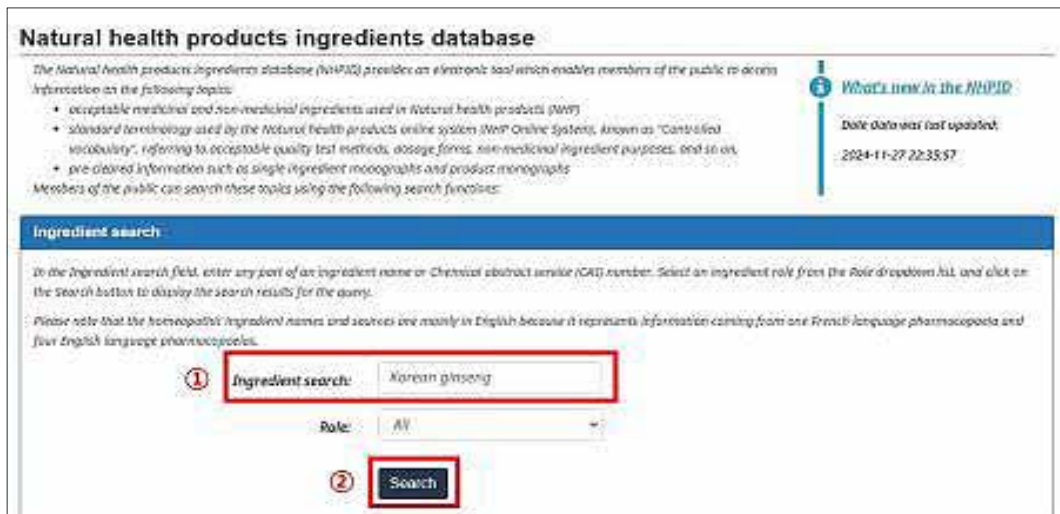 Natural health products ingredients database
The Natural health products ingredients database (NHPID) provides an electronic tool which enables members of the public to access
information on the following topics:
• acceptable medicinal and non-medicinal ingredients used in Natural health products (NHP)
• standard terminology used by the Natural health products online system (NHP Online System), known as "Controlled
vocabulary", referring to acceptable quality test methods, dosage forms, non-medicinal ingredient purposes, and so on,
• pre-cleared information such as single ingredient monographs and product monographs
Members of the public can search these topics using the following search functions:
What's new in the NHPID
Date data was last updated:
2024-11-27 22:35:57
Ingredient search
In the Ingredient search field, enter any part of an ingredient name or Chemical abstract service (CAS) number. Select an ingredient role from the Role dropdown list, and click on
the Search button to display the search results for the query.
Please note that the homeopathic ingredient names and sources are mainly in English because it represents information coming from one French language pharmacopoeia and
four English language pharmacopoeias.
① Ingredient search: Korean ginseng
Role: All
② Search